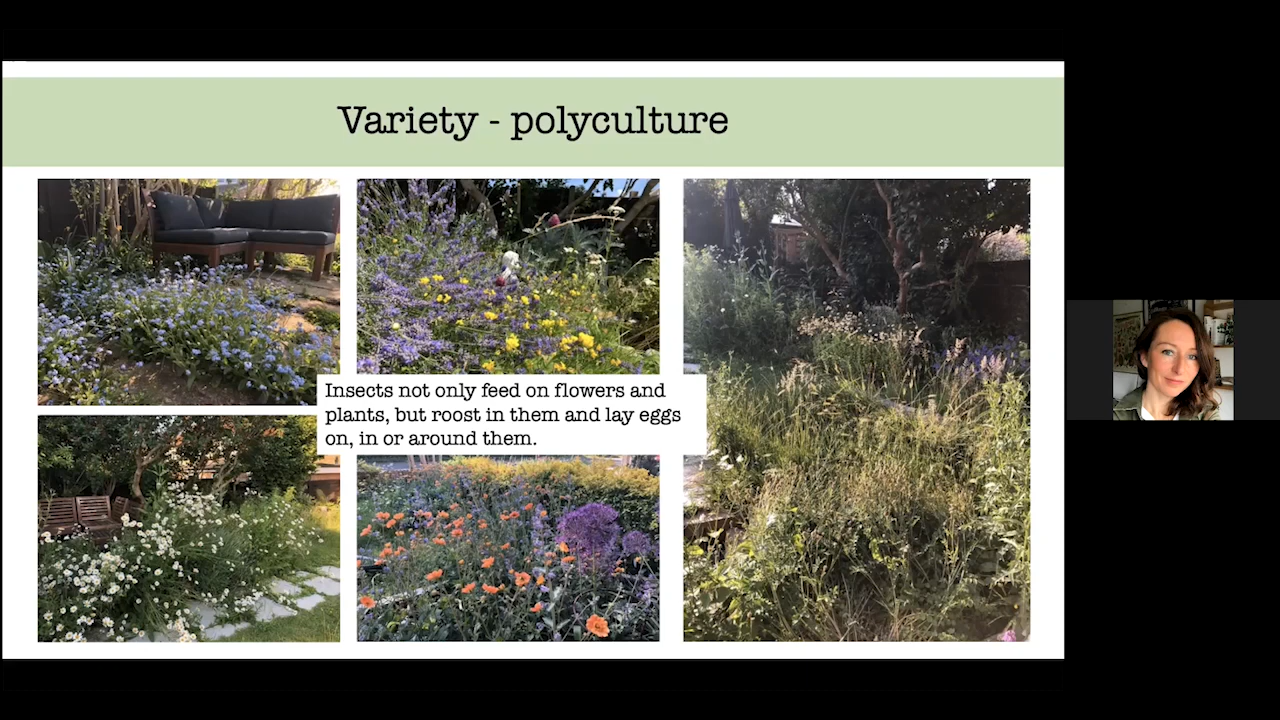 Variety - polyculture
Insects not only feed on flowers and
plants, but roost in them and lay eggs
on, in or around them.